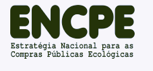 ENCPE
Estratégia Nacional para as
Compras Públicas Ecológicas